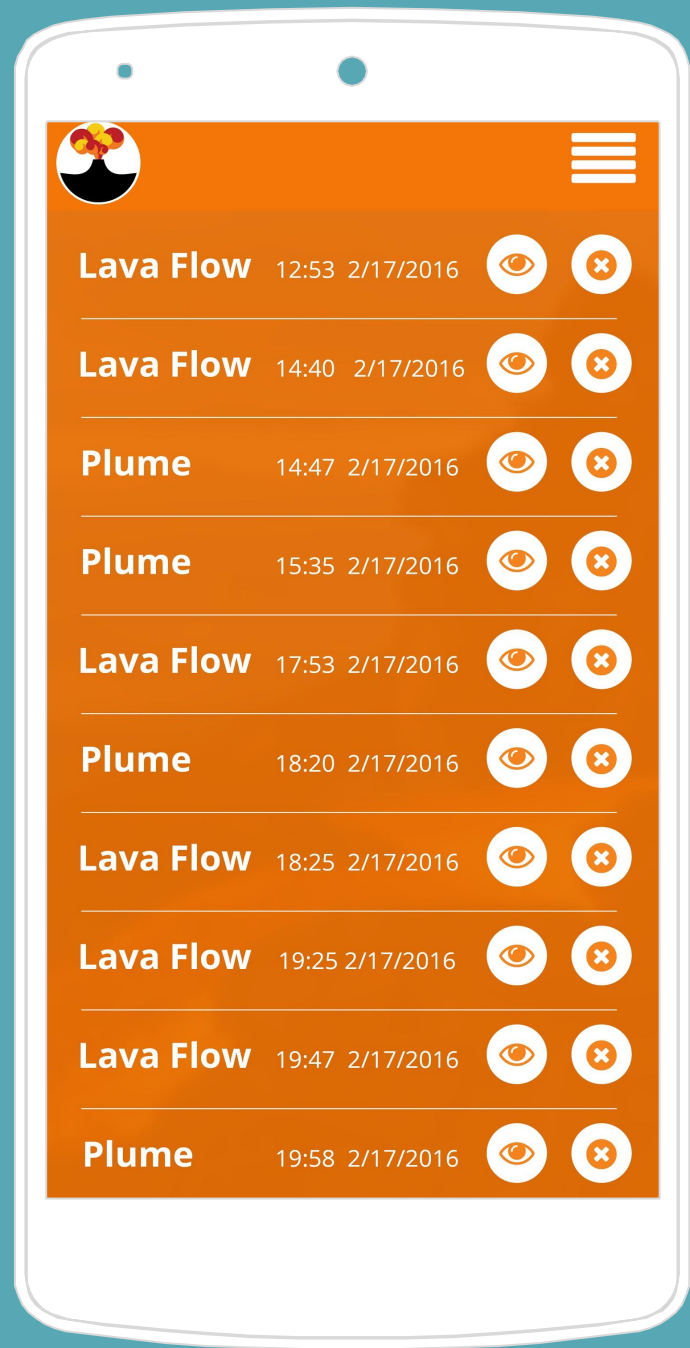 Lava Flow 12:53 2/17/2016
Lava Flow 14:40 2/17/2016
Plume 14:47 2/17/2016
Plume 15:35 2/17/2016
Lava Flow 17:53 2/17/2016
Plume 18:20 2/17/2016
Lava Flow 18:25 2/17/2016
Lava Flow 19:25 2/17/2016
Lava Flow 19:47 2/17/2016
Plume 19:58 2/17/2016